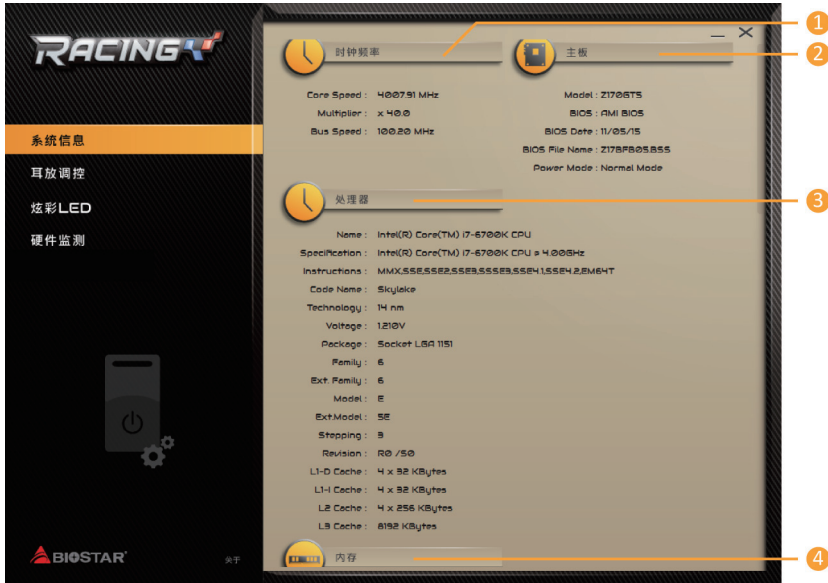 RACING
系统信息
耳放调控
炫彩LED
硬件监测
BIOSTAR
关于
时钟频率
Core Speed : 4007.91 MHz
Multiplier : x 40.0
Bus Speed : 100.20 MHz
主板
Model : Z170GT5
BIOS : AMI BIOS
BIOS Date : 11/05/15
BIOS File Name : Z17BFB05.BSS
Power Mode : Normal Mode
处理器
Name : Intel(R) Core(TM) i7-6700K CPU
Specification : Intel(R) Core(TM) i7-6700K CPU @ 4.00GHz
Instructions : MMX,SSE,SSE2,SSE3,SSSE3,SSE4.1,SSE4.2,EM64T
Code Name : Skylake
Technology : 14 nm
Voltage : 1.210V
Package : Socket LGA 1151
Family : 6
Ext. Family : 6
Model : E
Ext.Model : 5E
Stepping : 3
Revision : R0 /S0
L1-D Cache : 4 x 32 KBytes
L1-I Cache : 4 x 32 KBytes
L2 Cache : 4 x 256 KBytes
L3 Cache : 8192 KBytes
内存
1
2
3
4